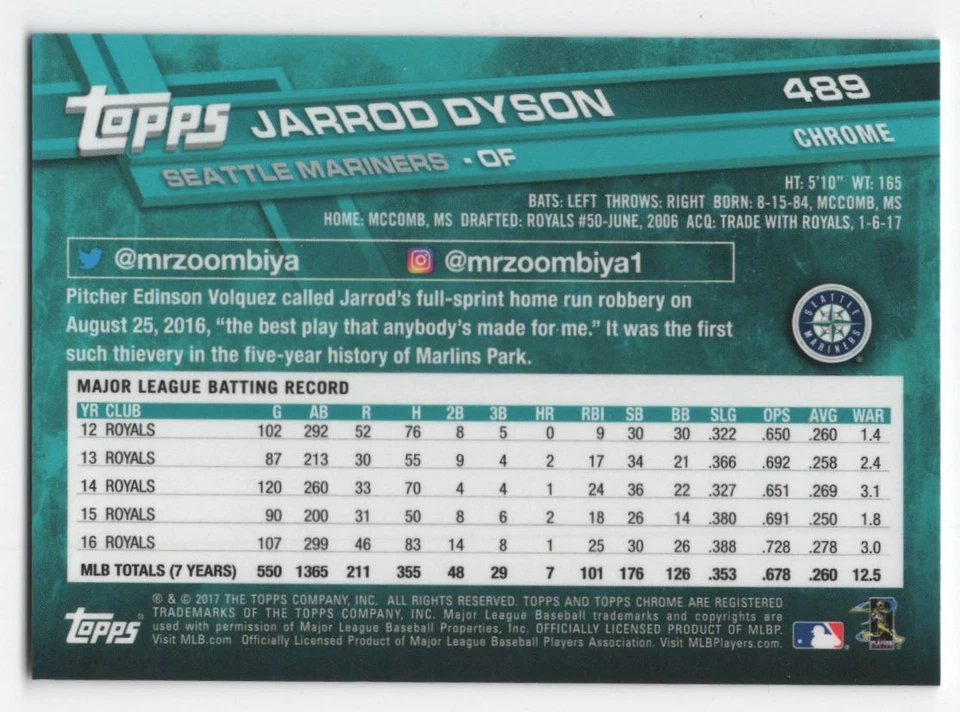 TOPPS JARROD DYSON 489
SEATTLE MARINERS™ • OF CHROME
HT: 5'10" WT: 165
BATS: LEFT THROWS: RIGHT BORN: 8-15-84, MCCOMB, MS
HOME: MCCOMB, MS DRAFTED: ROYALS #50-JUNE, 2006 ACQ: TRADE WITH ROYALS, 1-6-17
@mrzoombiya @mrzoombiya1
Pitcher Edinson Volquez called Jarrod's full-sprint home run robbery on
August 25, 2016, "the best play that anybody's made for me." It was the first
such thievery in the five-year history of Marlins Park.
SEATTLE MARINERS ®
MAJOR LEAGUE BATTING RECORD
YR CLUB G AB R H 2B 3B HR RBI SB BB SLG OPS AVG WAR
12 ROYALS 102 292 52 76 8 5 0 9 30 30 .322 .650 .260 1.4
13 ROYALS 87 213 30 55 9 4 2 17 34 21 .366 .692 .258 2.4
14 ROYALS 120 260 33 70 4 4 1 24 36 22 .327 .651 .269 3.1
15 ROYALS 90 200 31 50 8 6 2 18 26 14 .380 .691 .250 1.8
16 ROYALS 107 299 46 83 14 8 1 25 30 26 .388 .728 .278 3.0
MLB TOTALS (7 YEARS) 550 1365 211 355 48 29 7 101 176 126 .353 .678 .260 12.5
® & © 2017 THE TOPPS COMPANY, INC. ALL RIGHTS RESERVED. TOPPS AND TOPPS CHROME ARE REGISTERED
TRADEMARKS OF THE TOPPS COMPANY, INC. Major League Baseball trademarks and copyrights are
used with permission of Major League Baseball Properties, Inc. OFFICIALLY LICENSED PRODUCT OF MLBP.
Visit MLB.com Officially Licensed Product of Major League Baseball Players Association. Visit MLBPlayers.com.
TOPPS®